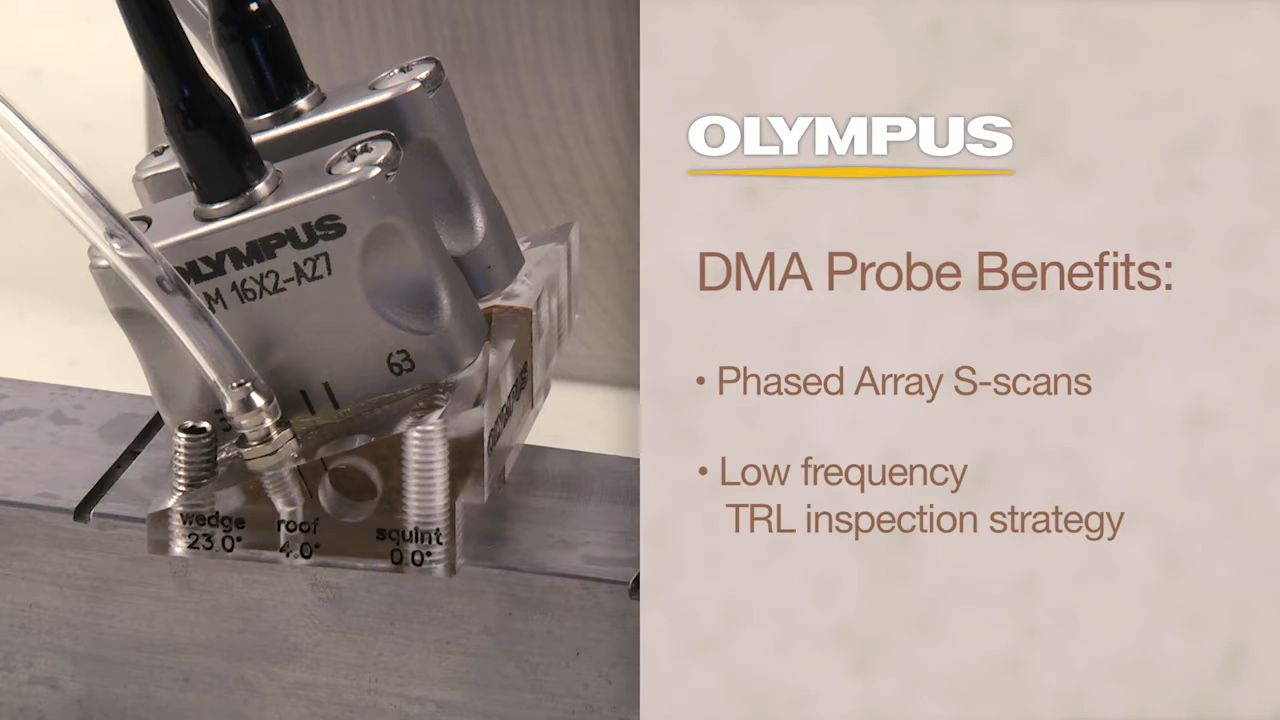 OLYMPUS
M 16X2-A27
63
OLYMPUS
wedge roof squint
23.0° 4.0° 0.0°
OLYMPUS
DMA Probe Benefits:
• Phased Array S-scans
• Low frequency
TRL inspection strategy